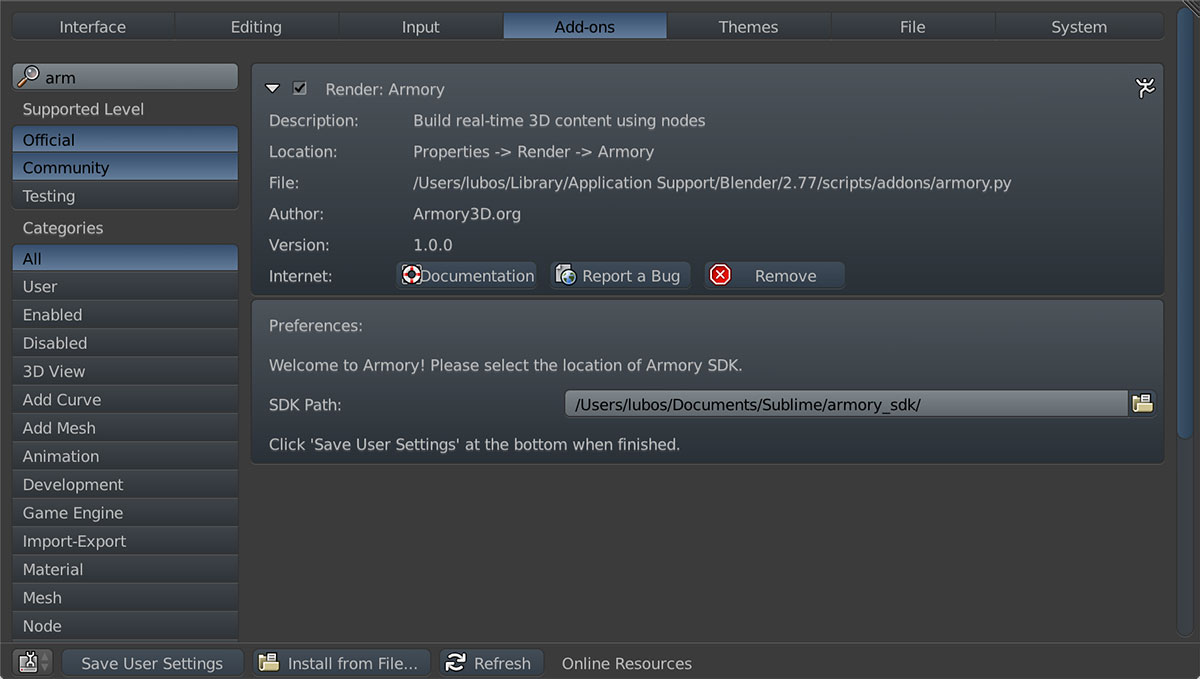 Interface Editing Input Add-ons Themes File System
arm
Supported Level
Official
Community
Testing
Categories
All
User
Enabled
Disabled
3D View
Add Curve
Add Mesh
Animation
Development
Game Engine
Import-Export
Material
Mesh
Node
Render: Armory
Description: Build real-time 3D content using nodes
Location: Properties -> Render -> Armory
File: /Users/lubos/Library/Application Support/Blender/2.77/scripts/addons/armory.py
Author: Armory3D.org
Version: 1.0.0
Internet: Documentation Report a Bug Remove
Preferences:
Welcome to Armory! Please select the location of Armory SDK.
SDK Path: /Users/lubos/Documents/Sublime/armory_sdk/
Click 'Save User Settings' at the bottom when finished.
Save User Settings Install from File... Refresh Online Resources